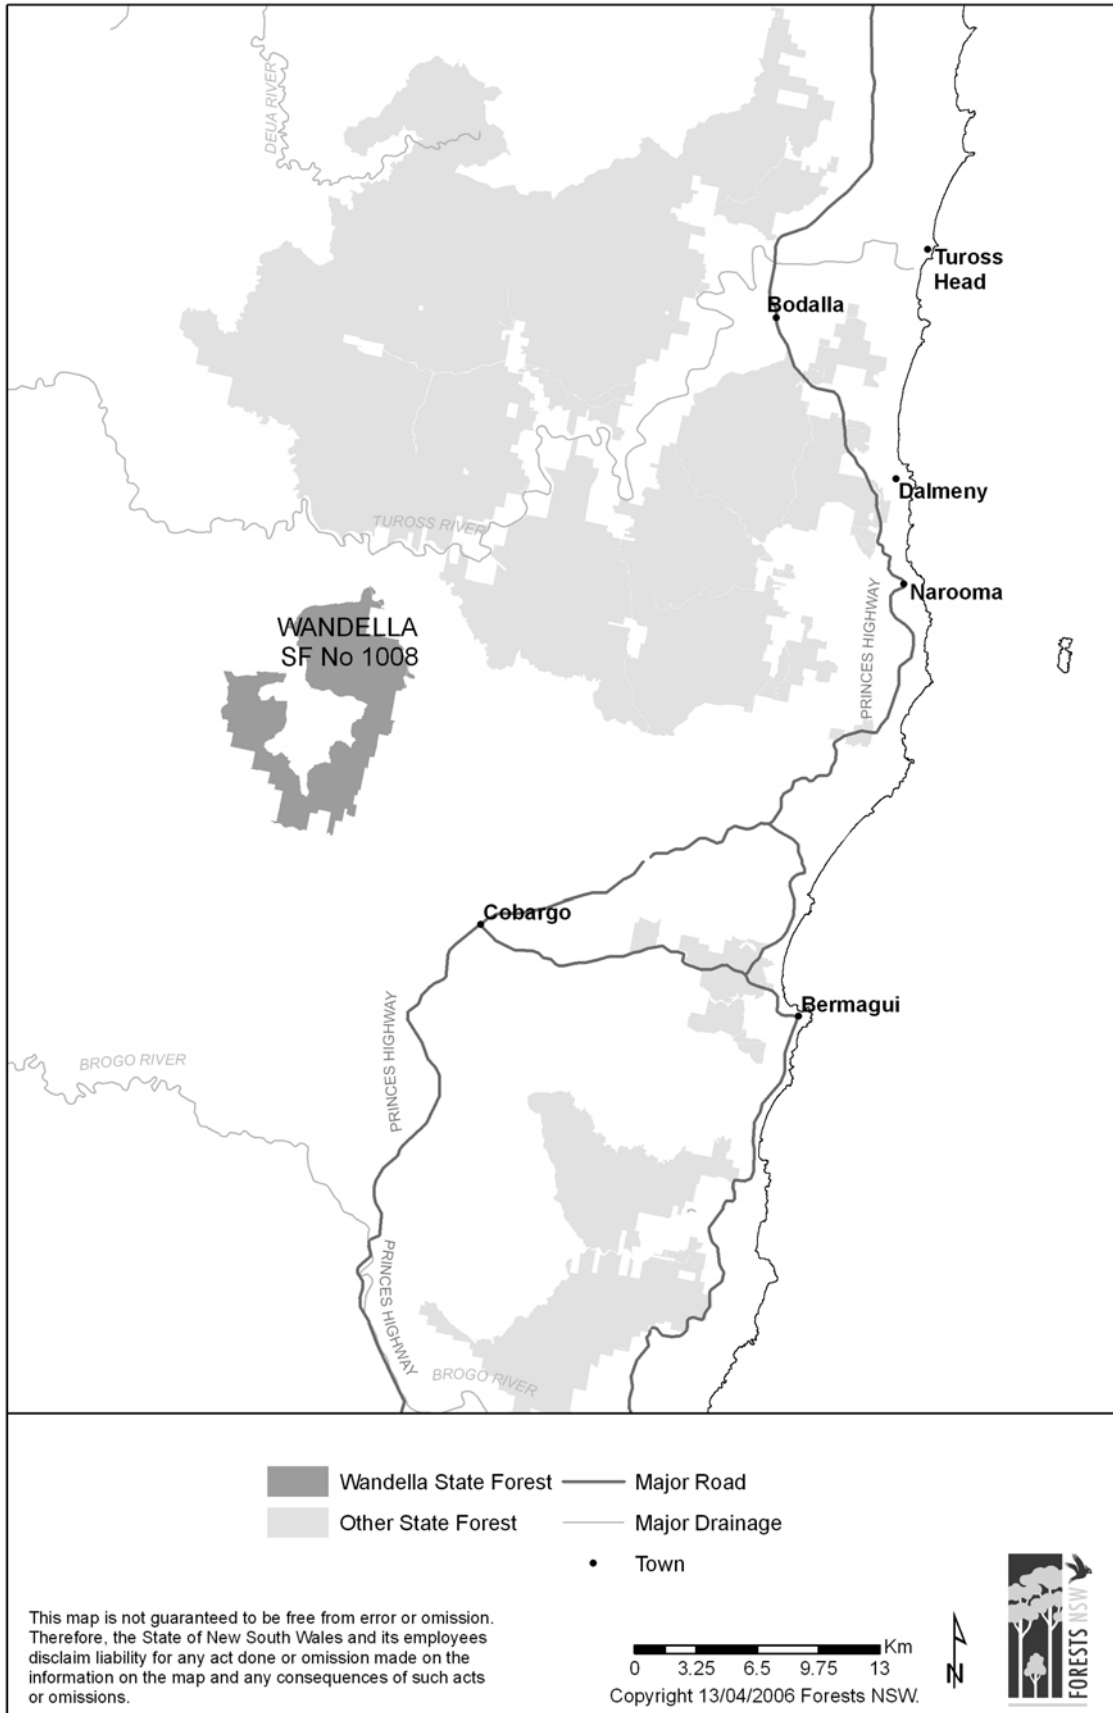 DEUA RIVER
Tuross
Head
Bodalla
Dalmeny
TUROSS RIVER
Narooma
PRINCES HIGHWAY
WANDELLA
SF No 1008
Cobargo
Bermagui
PRINCES HIGHWAY
BROGO RIVER
PRINCES HIGHWAY
BROGO RIVER
Wandella State Forest
Major Road
Other State Forest
Major Drainage
Town
This map is not guaranteed to be free from error or omission.
Therefore, the State of New South Wales and its employees
disclaim liability for any act done or omission made on the
information on the map and any consequences of such acts
or omissions.
Km
0 3.25 6.5 9.75 13
Copyright 13/04/2006 Forests NSW.
N
FORESTS NSW